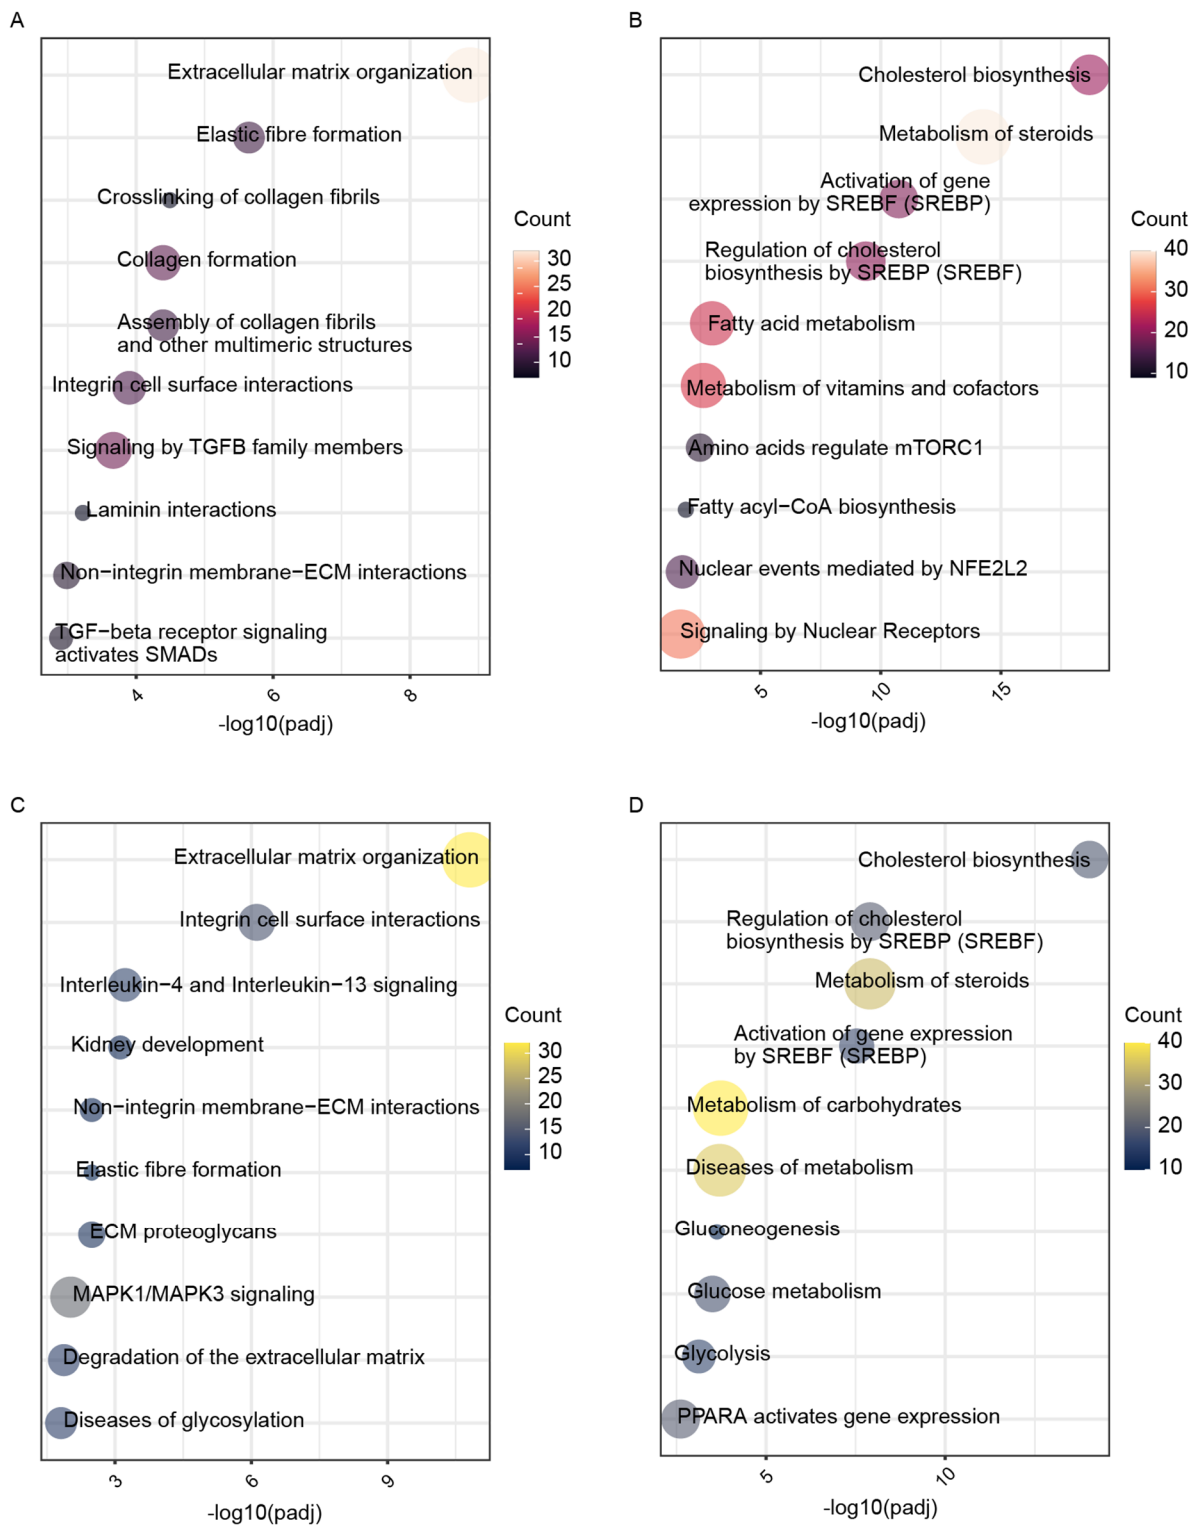 A
Extracellular matrix organization
Elastic fibre formation
Crosslinking of collagen fibrils
Collagen formation
Assembly of collagen fibrils
and other multimeric structures
Integrin cell surface interactions
Signaling by TGFB family members
Laminin interactions
Non−integrin membrane−ECM interactions
TGF−beta receptor signaling
activates SMADs
4
6
8
-log10(padj)
Count
30
25
20
15
10
B
Cholesterol biosynthesis
Metabolism of steroids
Activation of gene
expression by SREBF (SREBP)
Regulation of cholesterol
biosynthesis by SREBP (SREBF)
Fatty acid metabolism
Metabolism of vitamins and cofactors
Amino acids regulate mTORC1
Fatty acyl−CoA biosynthesis
Nuclear events mediated by NFE2L2
Signaling by Nuclear Receptors
5
10
15
-log10(padj)
Count
40
30
20
10
C
Extracellular matrix organization
Integrin cell surface interactions
Interleukin−4 and Interleukin−13 signaling
Kidney development
Non−integrin membrane−ECM interactions
Elastic fibre formation
ECM proteoglycans
MAPK1/MAPK3 signaling
Degradation of the extracellular matrix
Diseases of glycosylation
3
6
9
-log10(padj)
Count
30
25
20
15
10
D
Cholesterol biosynthesis
Regulation of cholesterol
biosynthesis by SREBP (SREBF)
Metabolism of steroids
Activation of gene expression
by SREBF (SREBP)
Metabolism of carbohydrates
Diseases of metabolism
Gluconeogenesis
Glucose metabolism
Glycolysis
PPARA activates gene expression
5
10
-log10(padj)
Count
40
30
20
10